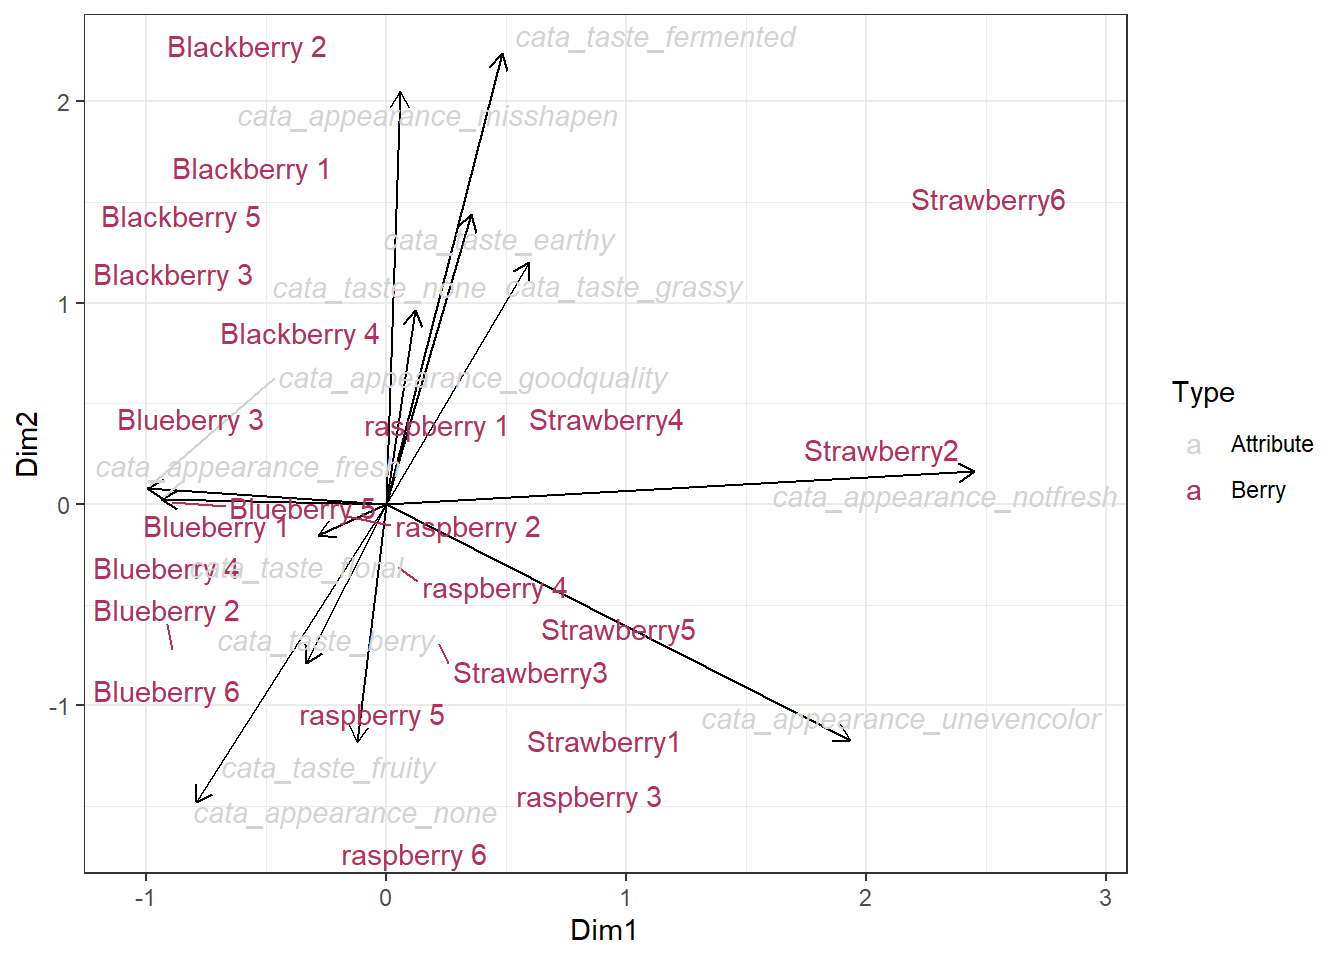 cata_taste_fermented
Blackberry 2
2
cata_appearance_misshapen
Blackberry 1
Strawberry6
Blackberry 5
cata_taste_earthy
Blackberry 3
cata_taste_none
cata_taste_grassy
1
Blackberry 4
cata_appearance_goodquality
Type
Blueberry 3
raspberry 1
Strawberry4
a Attribute
Strawberry2
Dim2
cata_appearance_fresh
a Berry
cata_appearance_notfresh
0
Blueberry 5
Blueberry 1
raspberry 2
Blueberry 4
cata_taste_floral
raspberry 4
Blueberry 2
Strawberry5
cata_taste_berry
Strawberry3
Blueberry 6
-1
raspberry 5
cata_appearance_unevencolor
Strawberry1
cata_taste_fruity
raspberry 3
cata_appearance_none
raspberry 6
-1 0 1 2 3
Dim1